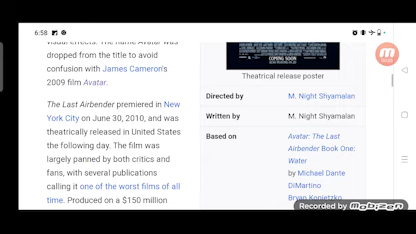 6:58
visual effects. The name Avatar was
dropped from the title to avoid
confusion with James Cameron's
2009 film Avatar.
The Last Airbender premiered in New
York City on June 30, 2010, and was
theatrically released in United States
the following day. The film was
largely panned by both critics and
fans, with several publications
calling it one of the worst films of all
time. Produced on a $150 million
COMING SOON
Theatrical release poster
Directed by M. Night Shyamalan
Written by M. Night Shyamalan
Based on Avatar: The Last
Airbender Book One:
Water
by Michael Dante
DiMartino
Bryan Konietzko
Recorded by Mobizen